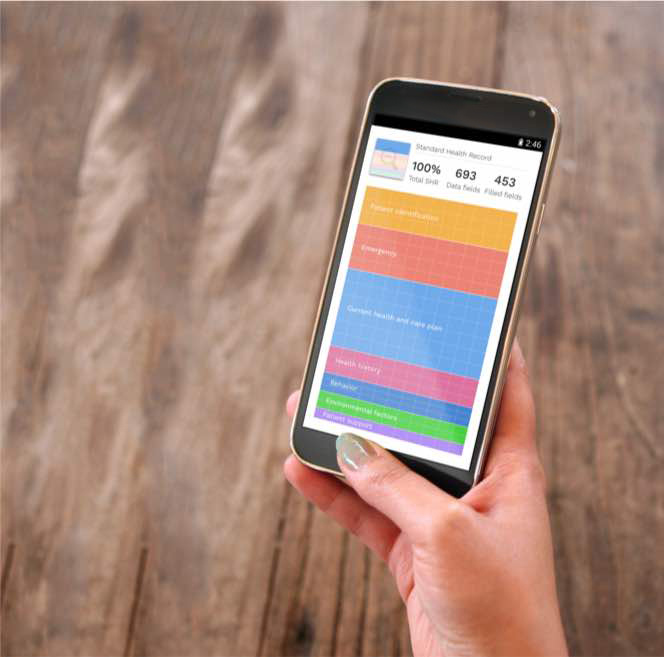 2:46
Standard Health Record
100% 693 453
Total SHR Data fields Filled fields
Patient identification
Emergency
Current health and care plan
Health history
Behavior
Environmental factors
Patient support